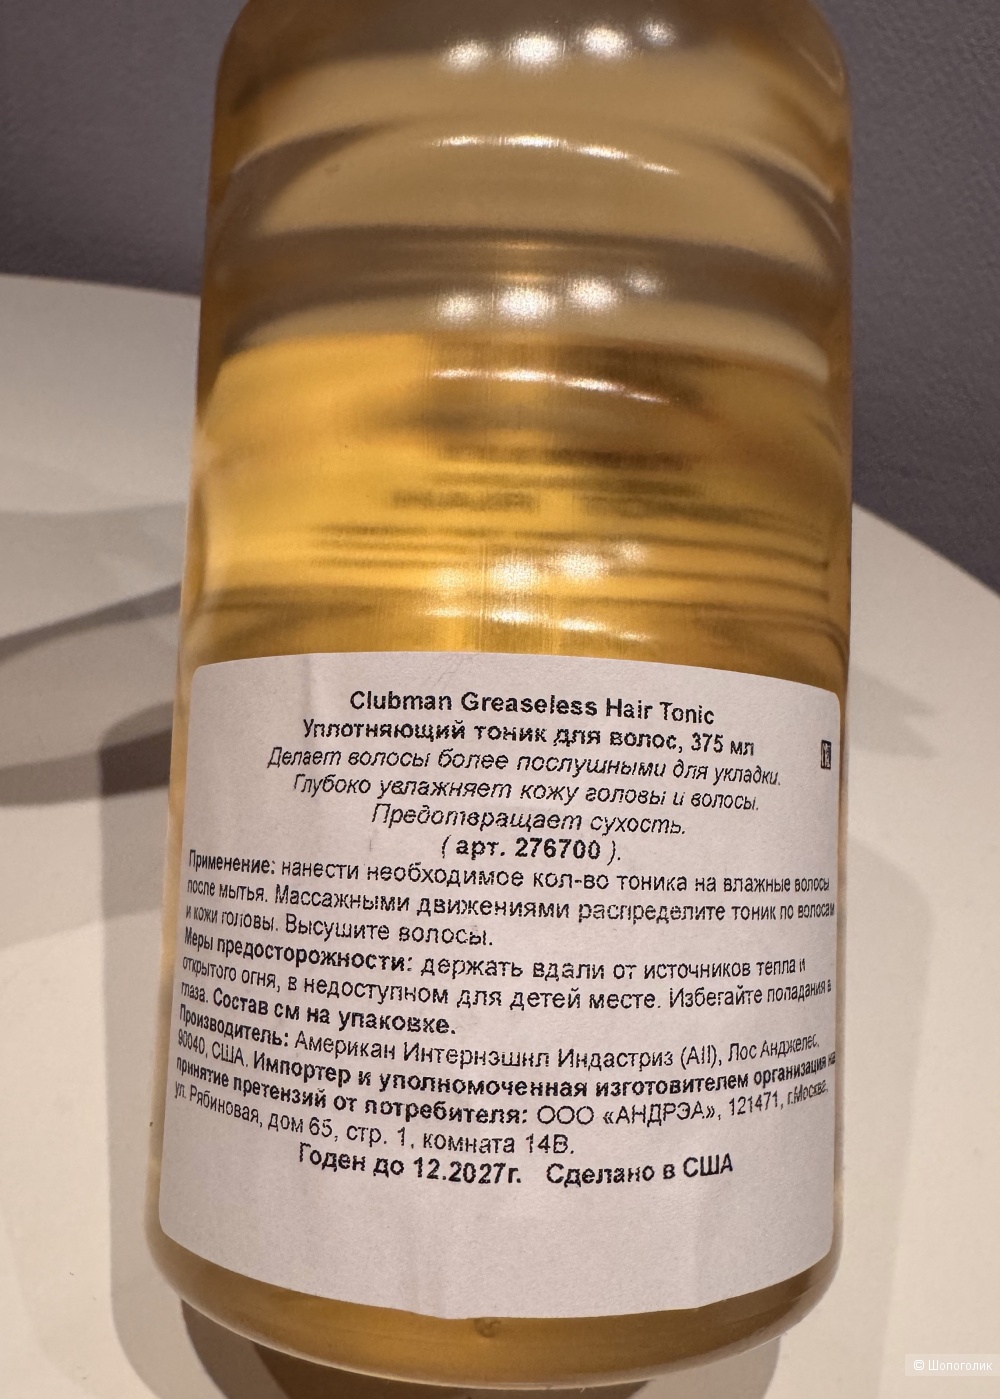 Clubman Greaseless Hair Tonic
Уплотняющий тоник для волос, 375 мл
Делает волосы более послушными для укладки.
Глубоко увлажняет кожу головы и волосы.
Предотвращает сухость.
( арт. 276700 ).
Применение: нанести необходимое кол-во тоника на влажные волосы
после мытья. Массажными движениями распределите тоник по волосам
и кожи головы. Высушите волосы.
Меры предосторожности: держать вдали от источников тепла и
открытого огня, в недоступном для детей месте. Избегайте попадания в
глаза. Состав см на упаковке.
Производитель: Американ Интернэшнл Индастриз (AII), Лос Анджелес,
90040, США. Импортер и уполномоченная изготовителем организация на
принятие претензий от потребителя: ООО «АНДРЭА», 121471, г.Москва,
ул. Рябиновая, дом 65, стр. 1, комната 14В.
Годен до 12.2027г. Сделано в США
© Шопоголик